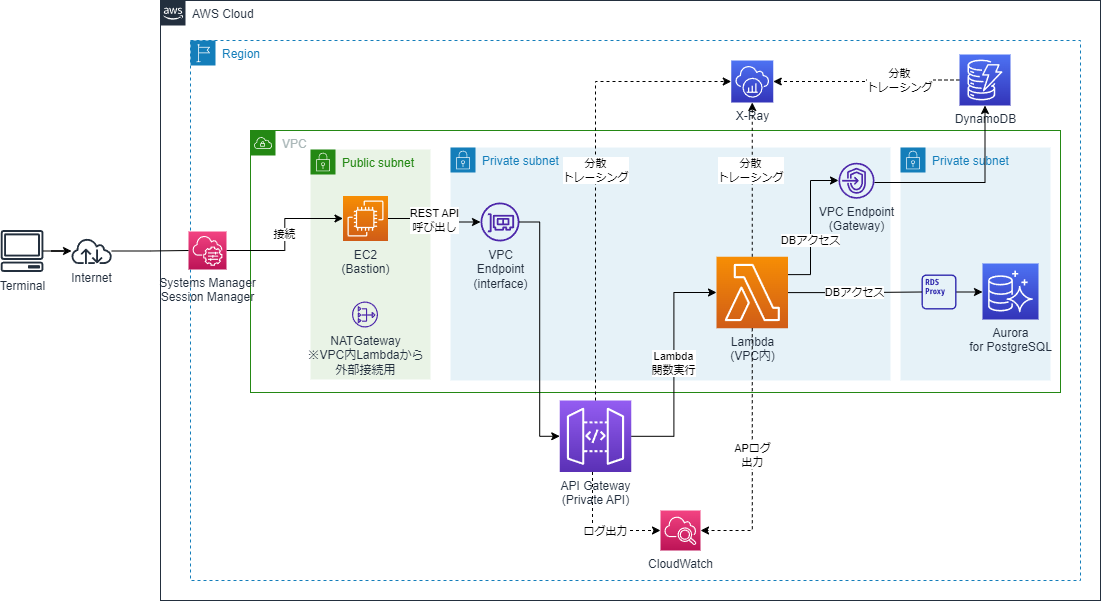 aws
AWS Cloud
Region
分散
トレーシング
X-Ray
DynamoDB
VPC
Public subnet
Private subnet
分散
トレーシング
分散
トレーシング
Private subnet
REST API
呼び出し
接続
EC2
(Bastion)
VPC
Endpoint
(interface)
VPC Endpoint
(Gateway)
DBアクセス
Terminal
Internet
Systems Manager
Session Manager
DBアクセス
RDS
Proxy
NATGateway
※VPC内Lambdaから
外部接続用
Lambda
(VPC内)
Aurora
for PostgreSQL
Lambda
関数実行
API Gateway
(Private API)
APログ
出力
ログ出力
CloudWatch